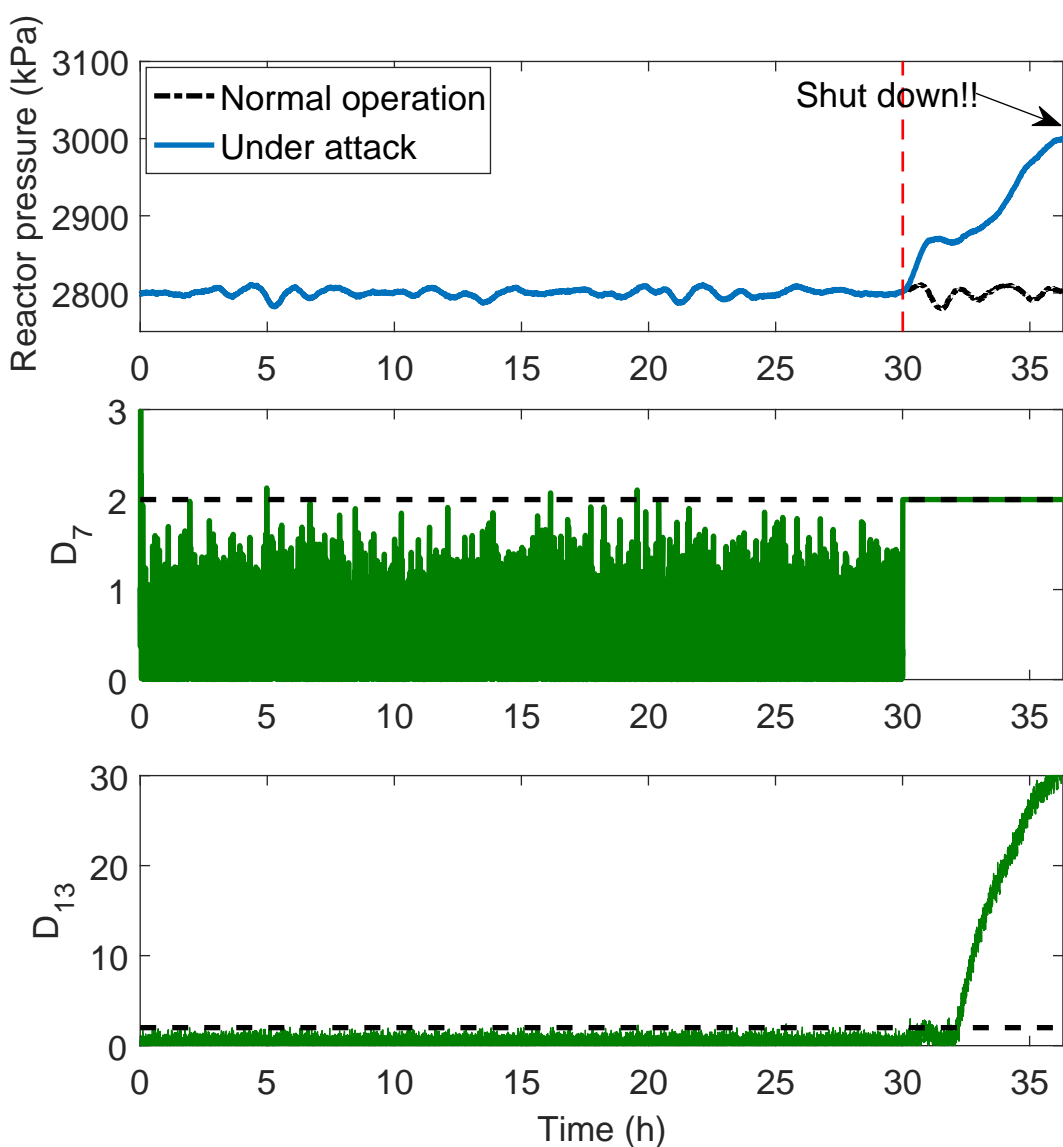 Reactor pressure (kPa)
3100
3000
2900
2800
Normal operation
Under attack
Shut down!!
0 5 10 15 20 25 30 35
D7
3
2
1
0
0 5 10 15 20 25 30 35
D13
30
20
10
0
0 5 10 15 20 25 30 35
Time (h)